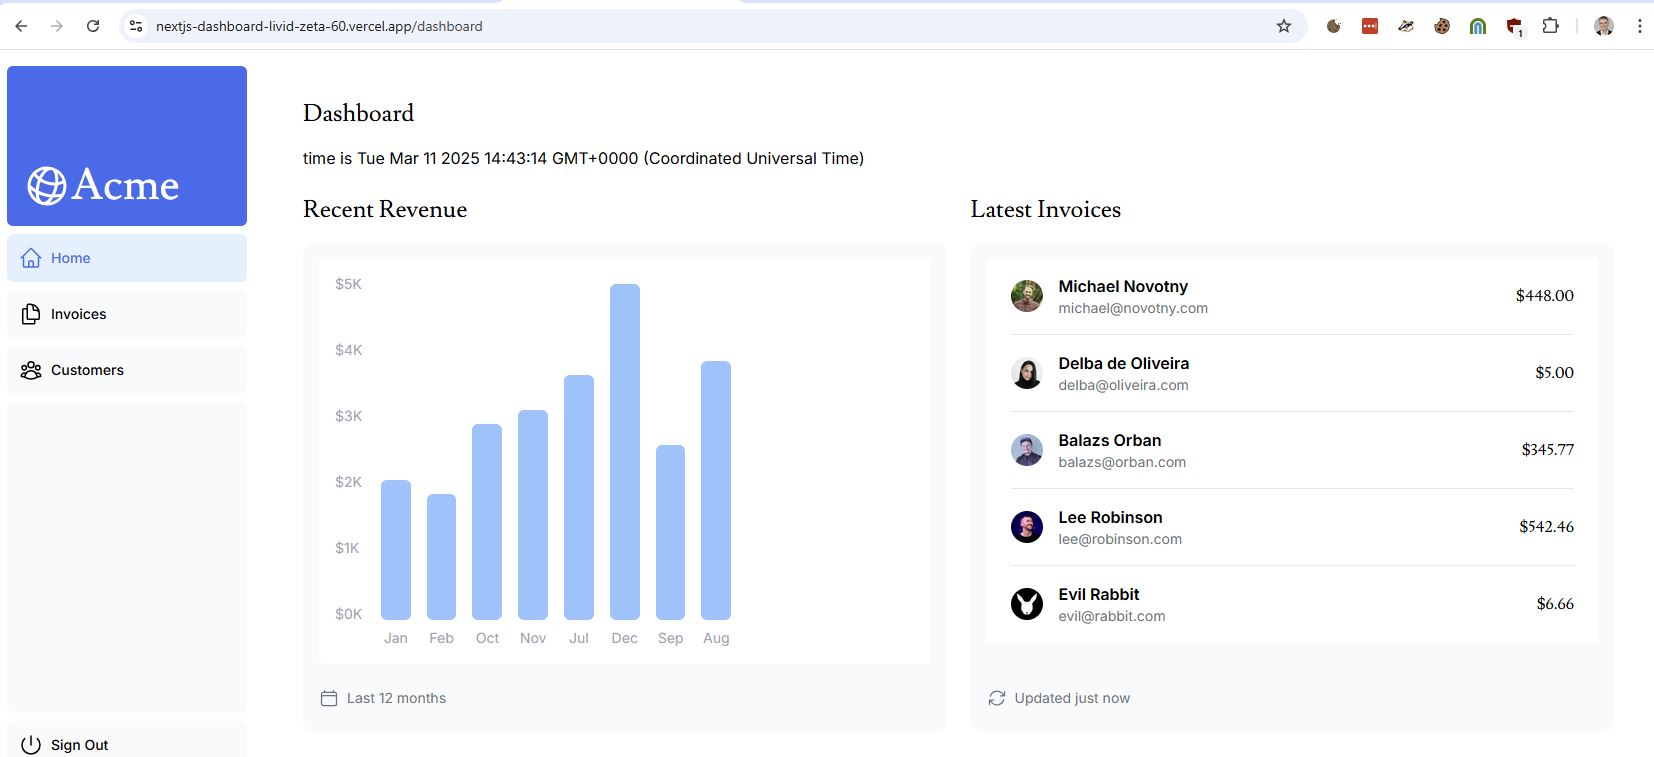 nextjs-dashboard-livid-zeta-60.vercel.app/dashboard
1
Acme
Home
Invoices
Customers
Sign Out
Dashboard
time is Tue Mar 11 2025 14:43:14 GMT+0000 (Coordinated Universal Time)
Recent Revenue
$5K
$4K
$3K
$2K
$1K
$0K
Jan Feb Oct Nov Jul Dec Sep Aug
Last 12 months
Latest Invoices
Michael Novotny
michael@novotny.com
$448.00
Delba de Oliveira
delba@oliveira.com
$5.00
Balazs Orban
balazs@orban.com
$345.77
Lee Robinson
lee@robinson.com
$542.46
Evil Rabbit
evil@rabbit.com
$6.66
Updated just now